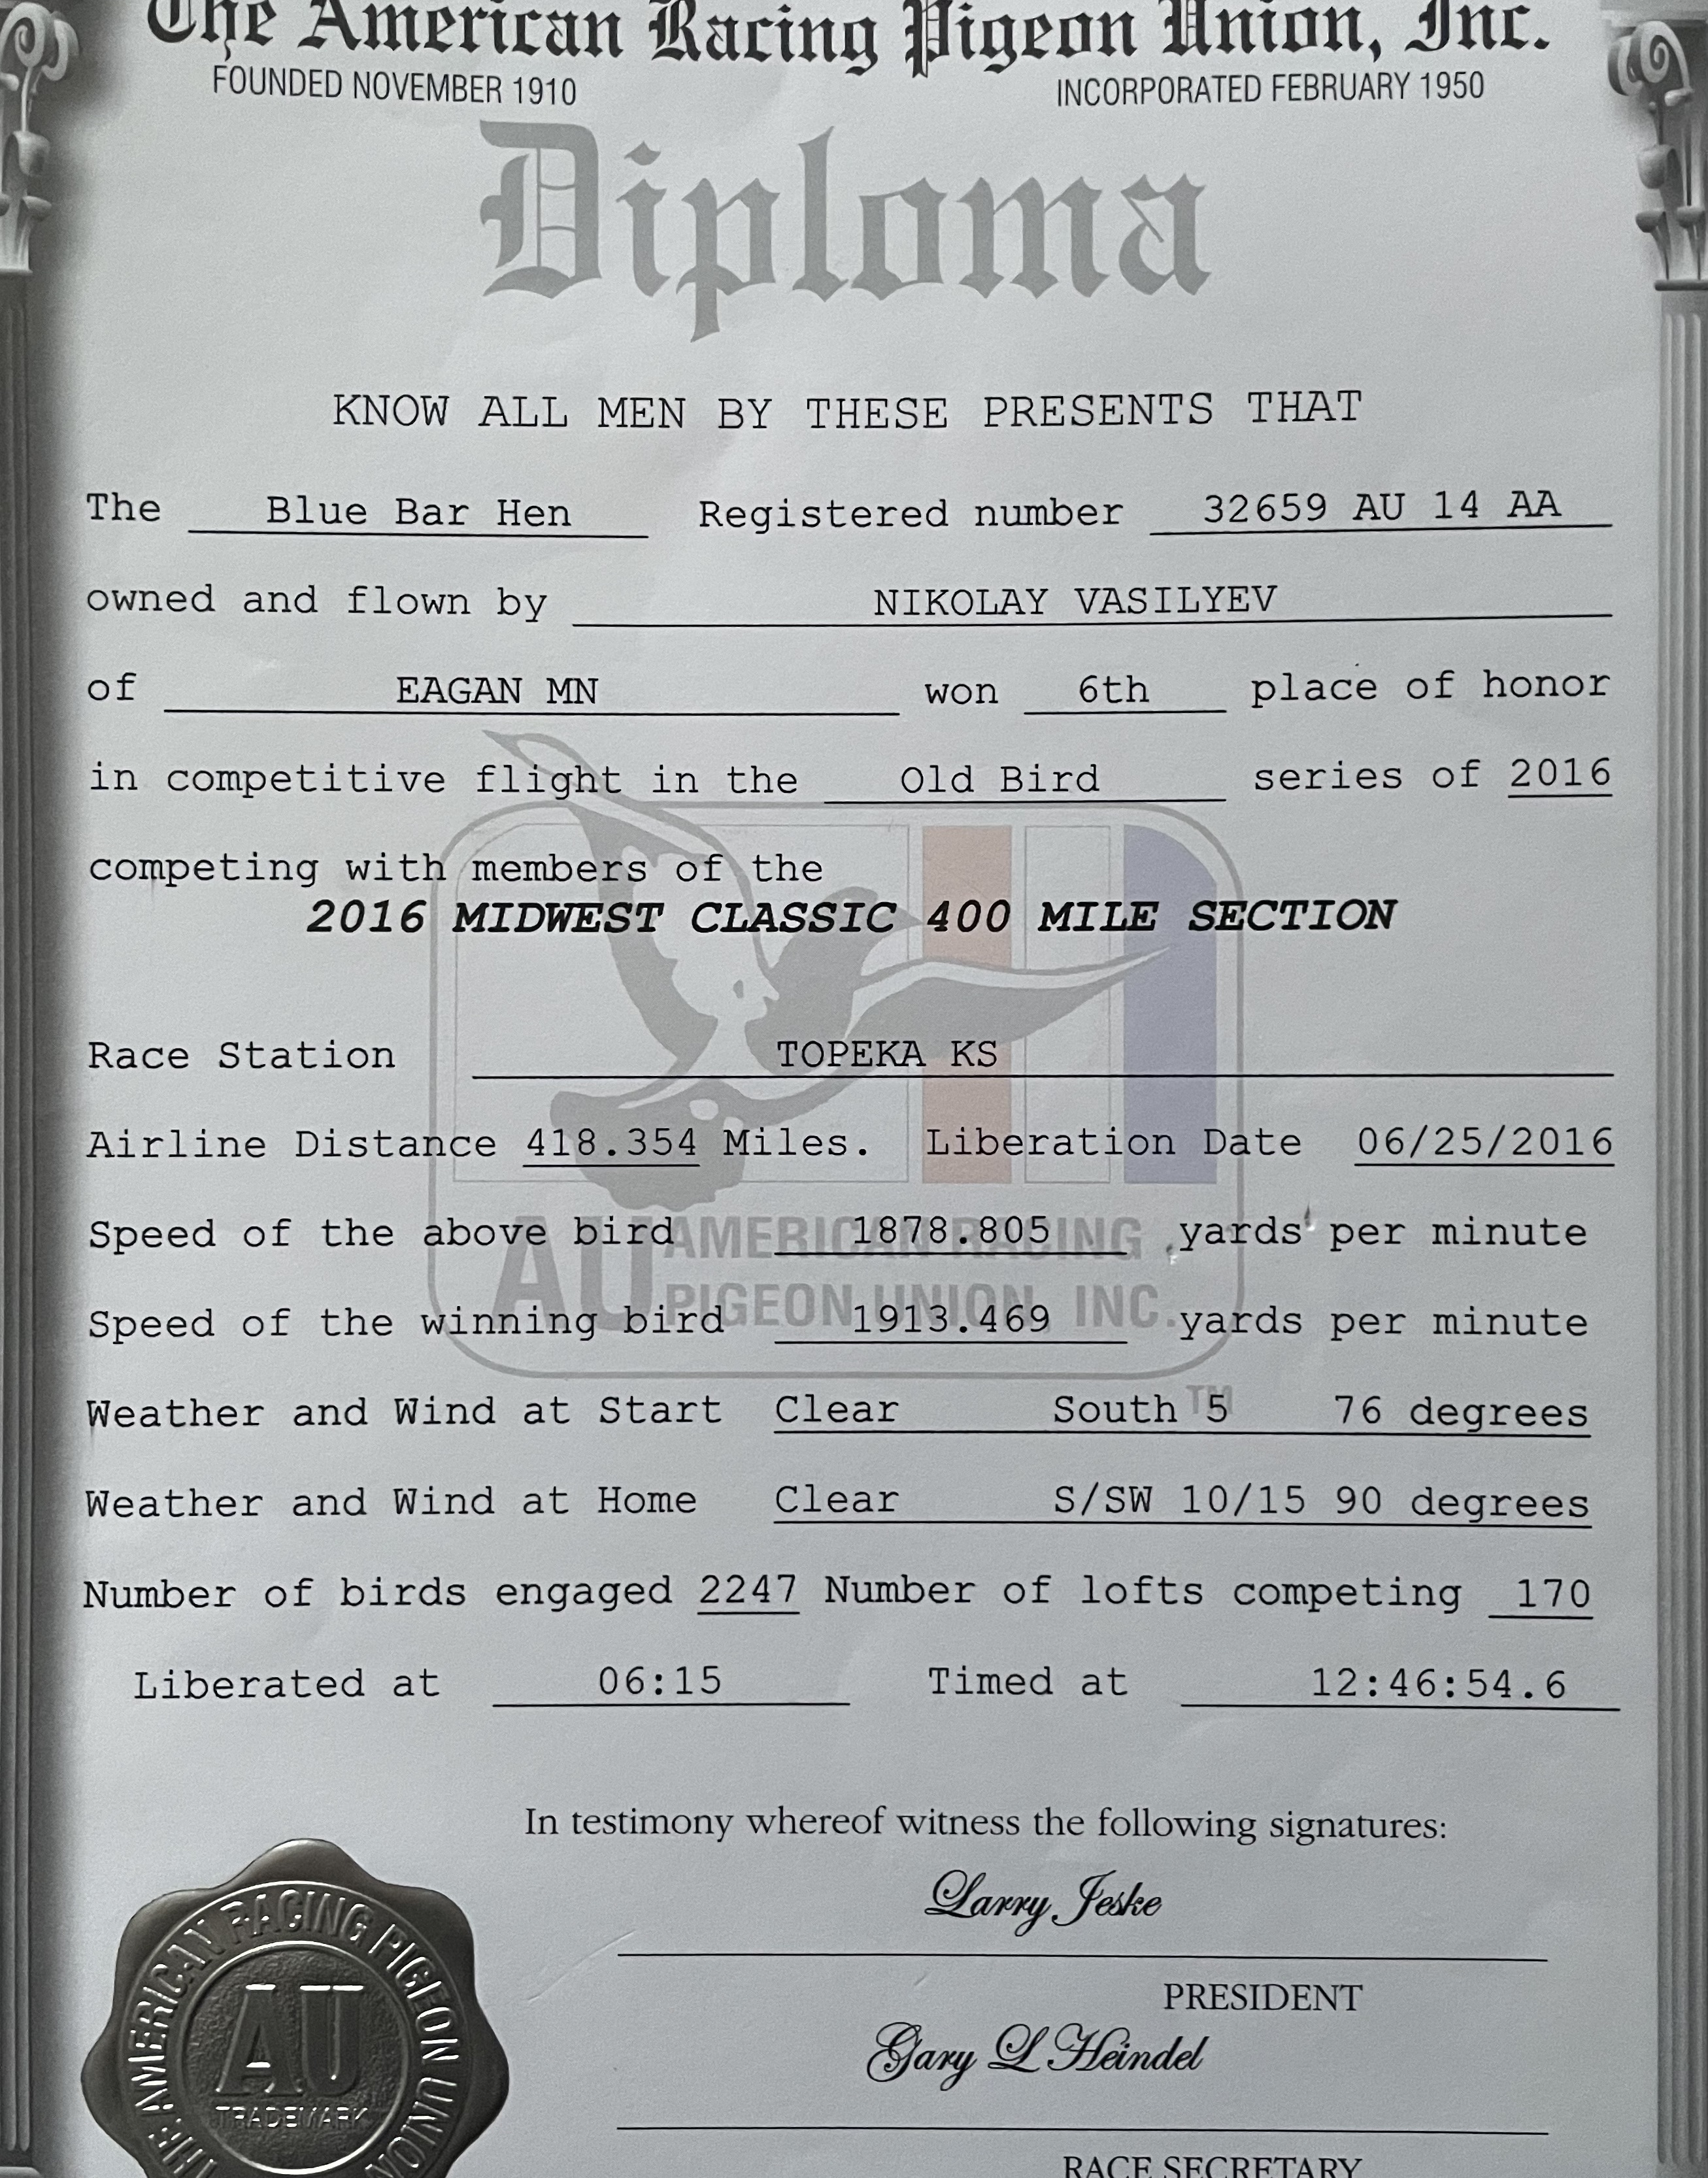 The American Racing Pigeon Union, Inc.
FOUNDED NOVEMBER 1910 INCORPORATED FEBRUARY 1950
Diploma
KNOW ALL MEN BY THESE PRESENTS THAT
The Blue Bar Hen Registered number 32659 AU 14 AA
owned and flown by NIKOLAY VASILYEV
of EAGAN MN won 6th place of honor
in competitive flight in the Old Bird series of 2016
competing with members of the
2016 MIDWEST CLASSIC 400 MILE SECTION
Race Station TOPEKA KS
Airline Distance 418.354 Miles. Liberation Date 06/25/2016
Speed of the above bird 1878.805 yards per minute
AU AMERICAN RACING
PIGEON UNION, INC.
TM
Speed of the winning bird 1913.469 yards per minute
Weather and Wind at Start Clear South 5 76 degrees
Weather and Wind at Home Clear S/SW 10/15 90 degrees
Number of birds engaged 2247 Number of lofts competing 170
Liberated at 06:15 Timed at 12:46:54.6
In testimony whereof witness the following signatures:
Larry Jeske
PRESIDENT
Gary L Heindel
RACE SECRETARY
THE AMERICAN RACING PIGEON UNION
AU
TRADEMARK